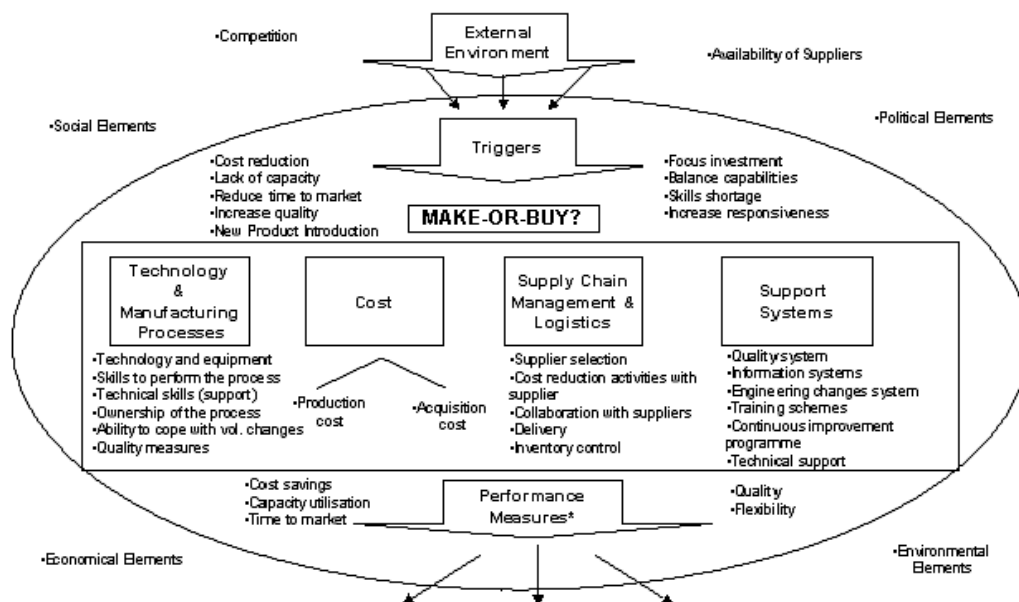 •Competition
External
Environment
•Availability of Suppliers
•Social Elements
•Political Elements
Triggers
•Cost reduction
•Lack of capacity
•Reduce time to market
•Increase quality
•New Product Introduction
•Focus investment
•Balance capabilities
•Skills shortage
•Increase responsiveness
MAKE-OR-BUY?
Technology
&
Manufacturing
Processes
Cost
Supply Chain
Management &
Logistics
Support
Systems
•Technology and equipment
•Skills to perform the process
•Technical skills (support)
•Ownership of the process
•Ability to cope with vol. changes
•Quality measures
•Production
cost
•Acquisition
cost
•Supplier selection
•Cost reduction activities with
supplier
•Collaboration with suppliers
•Delivery
•Inventory control
•Quality system
•Information systems
•Engineering changes system
•Training schemes
•Continuous improvement
programme
•Technical support
•Cost savings
•Capacity utilisation
•Time to market
Performance
Measures*
•Quality
•Flexibility
•Economical Elements
•Environmental
Elements